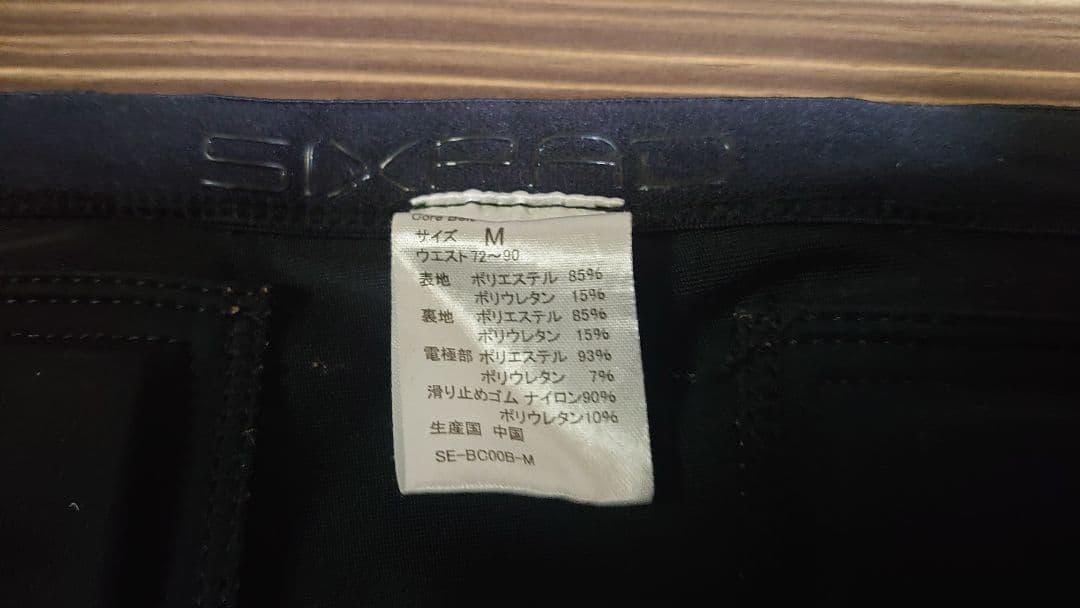 SIXPAD
Core Belt
サイズ M
ウエスト72～90
表地 ポリエステル 85%
ポリウレタン 15%
裏地 ポリエステル 85%
ポリウレタン 15%
電極部 ポリエステル 93%
ポリウレタン 7%
滑り止めゴム ナイロン90%
ポリウレタン10%
生産国 中国
SE-BC00B-M